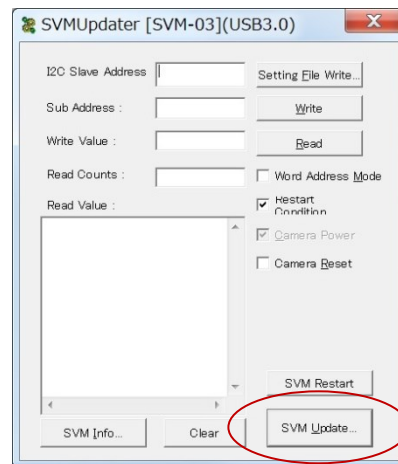 SVMUpdater [SVM-03](USB3.0)
I2C Slave Address
Setting File Write...
Sub Address :
Write
Write Value :
Read
Read Counts :
Word Address Mode
Read Value :
Restart
Condition
Camera Power
Camera Reset
SVM Restart
SVM Info...
Clear
SVM Update...